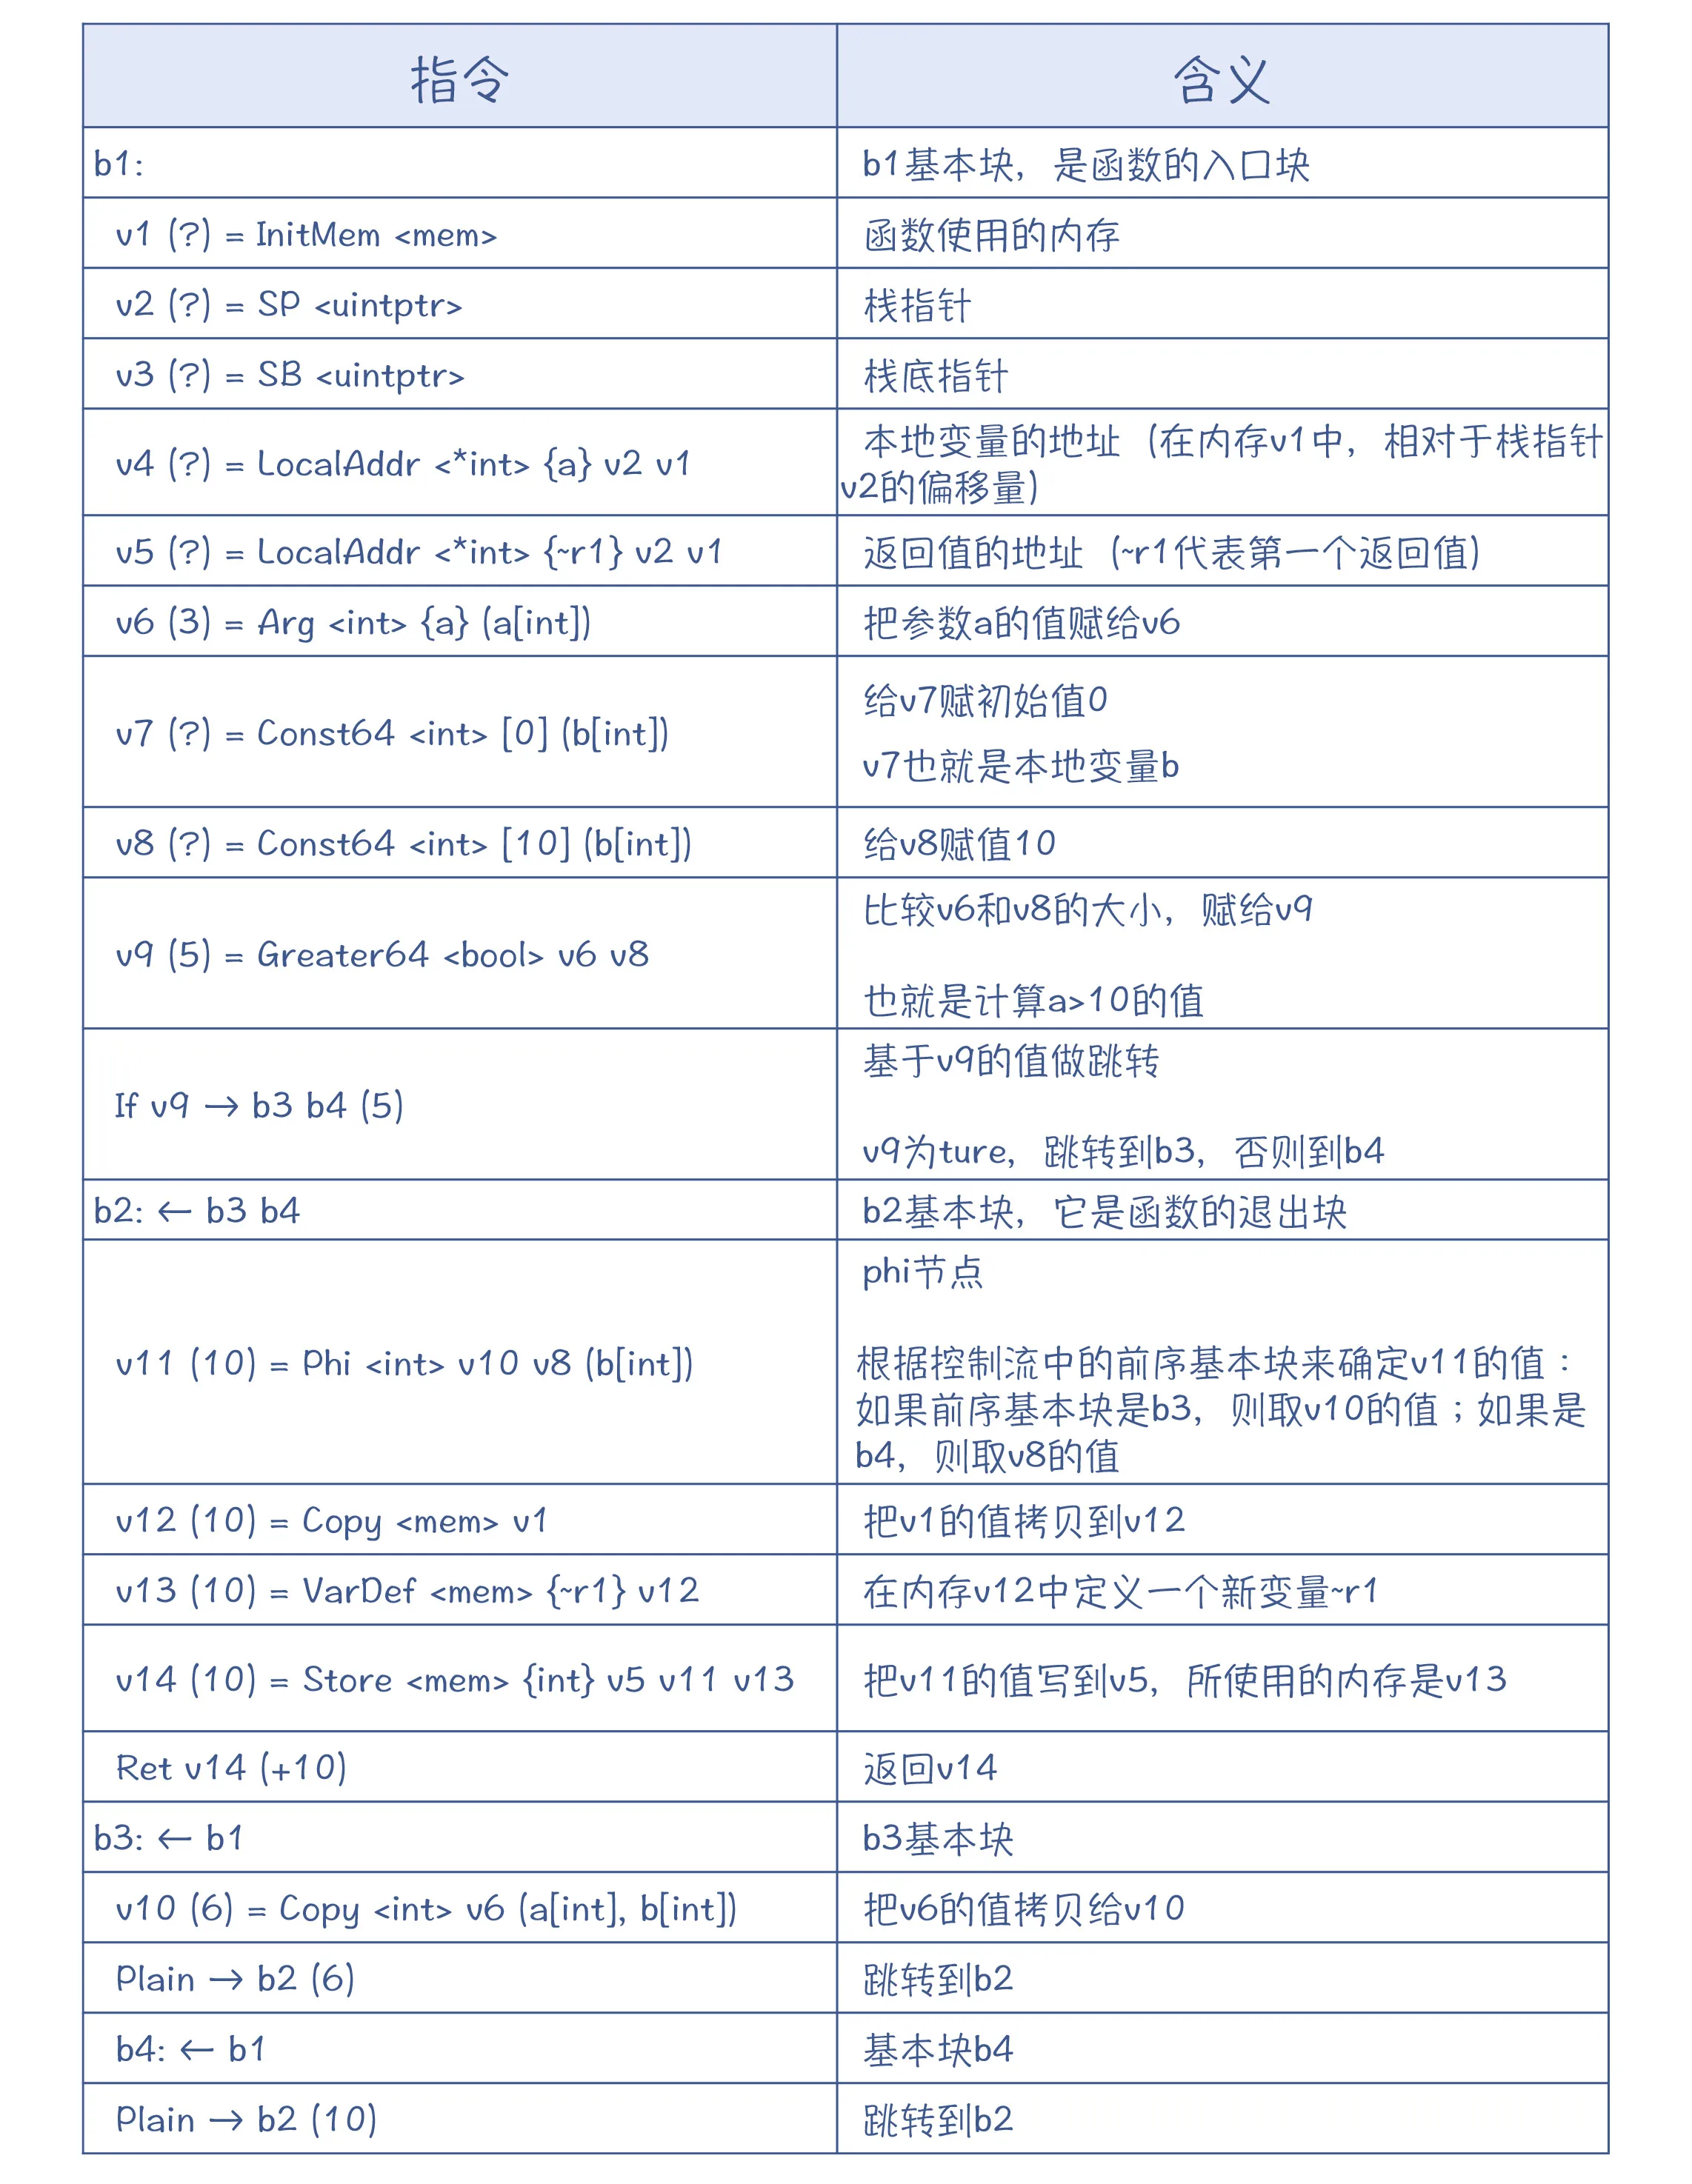 指令
含义
b1:
b1基本块，是函数的入口块
v1 (?) = InitMem <mem>
函数使用的内存
v2 (?) = SP <uintptr>
栈指针
v3 (?) = SB <uintptr>
栈底指针
v4 (?) = LocalAddr <*int> {a} v2 v1
本地变量的地址（在内存v1中，相对于栈指针
v2的偏移量）
v5 (?) = LocalAddr <*int> {~r1} v2 v1
返回值的地址（~r1代表第一个返回值）
v6 (3) = Arg <int> {a} (a[int])
把参数a的值赋给v6
v7 (?) = Const64 <int> [0] (b[int])
给v7赋初始值0
v7也就是本地变量b
v8 (?) = Const64 <int> [10] (b[int])
给v8赋值10
v9 (5) = Greater64 <bool> v6 v8
比较v6和v8的大小，赋给v9
也就是计算a>10的值
If v9 → b3 b4 (5)
基于v9的值做跳转
v9为ture，跳转到b3，否则到b4
b2: ← b3 b4
b2基本块，它是函数的退出块
v11 (10) = Phi <int> v10 v8 (b[int])
phi节点
根据控制流中的前序基本块来确定v11的值：
如果前序基本块是b3，则取v10的值；如果是
b4，则取v8的值
v12 (10) = Copy <mem> v1
把v1的值拷贝到v12
v13 (10) = VarDef <mem> {~r1} v12
在内存v12中定义一个新变量~r1
v14 (10) = Store <mem> {int} v5 v11 v13
把v11的值写到v5，所使用的内存是v13
Ret v14 (+10)
返回v14
b3: ← b1
b3基本块
v10 (6) = Copy <int> v6 (a[int], b[int])
把v6的值拷贝给v10
Plain → b2 (6)
跳转到b2
b4: ← b1
基本块b4
Plain → b2 (10)
跳转到b2